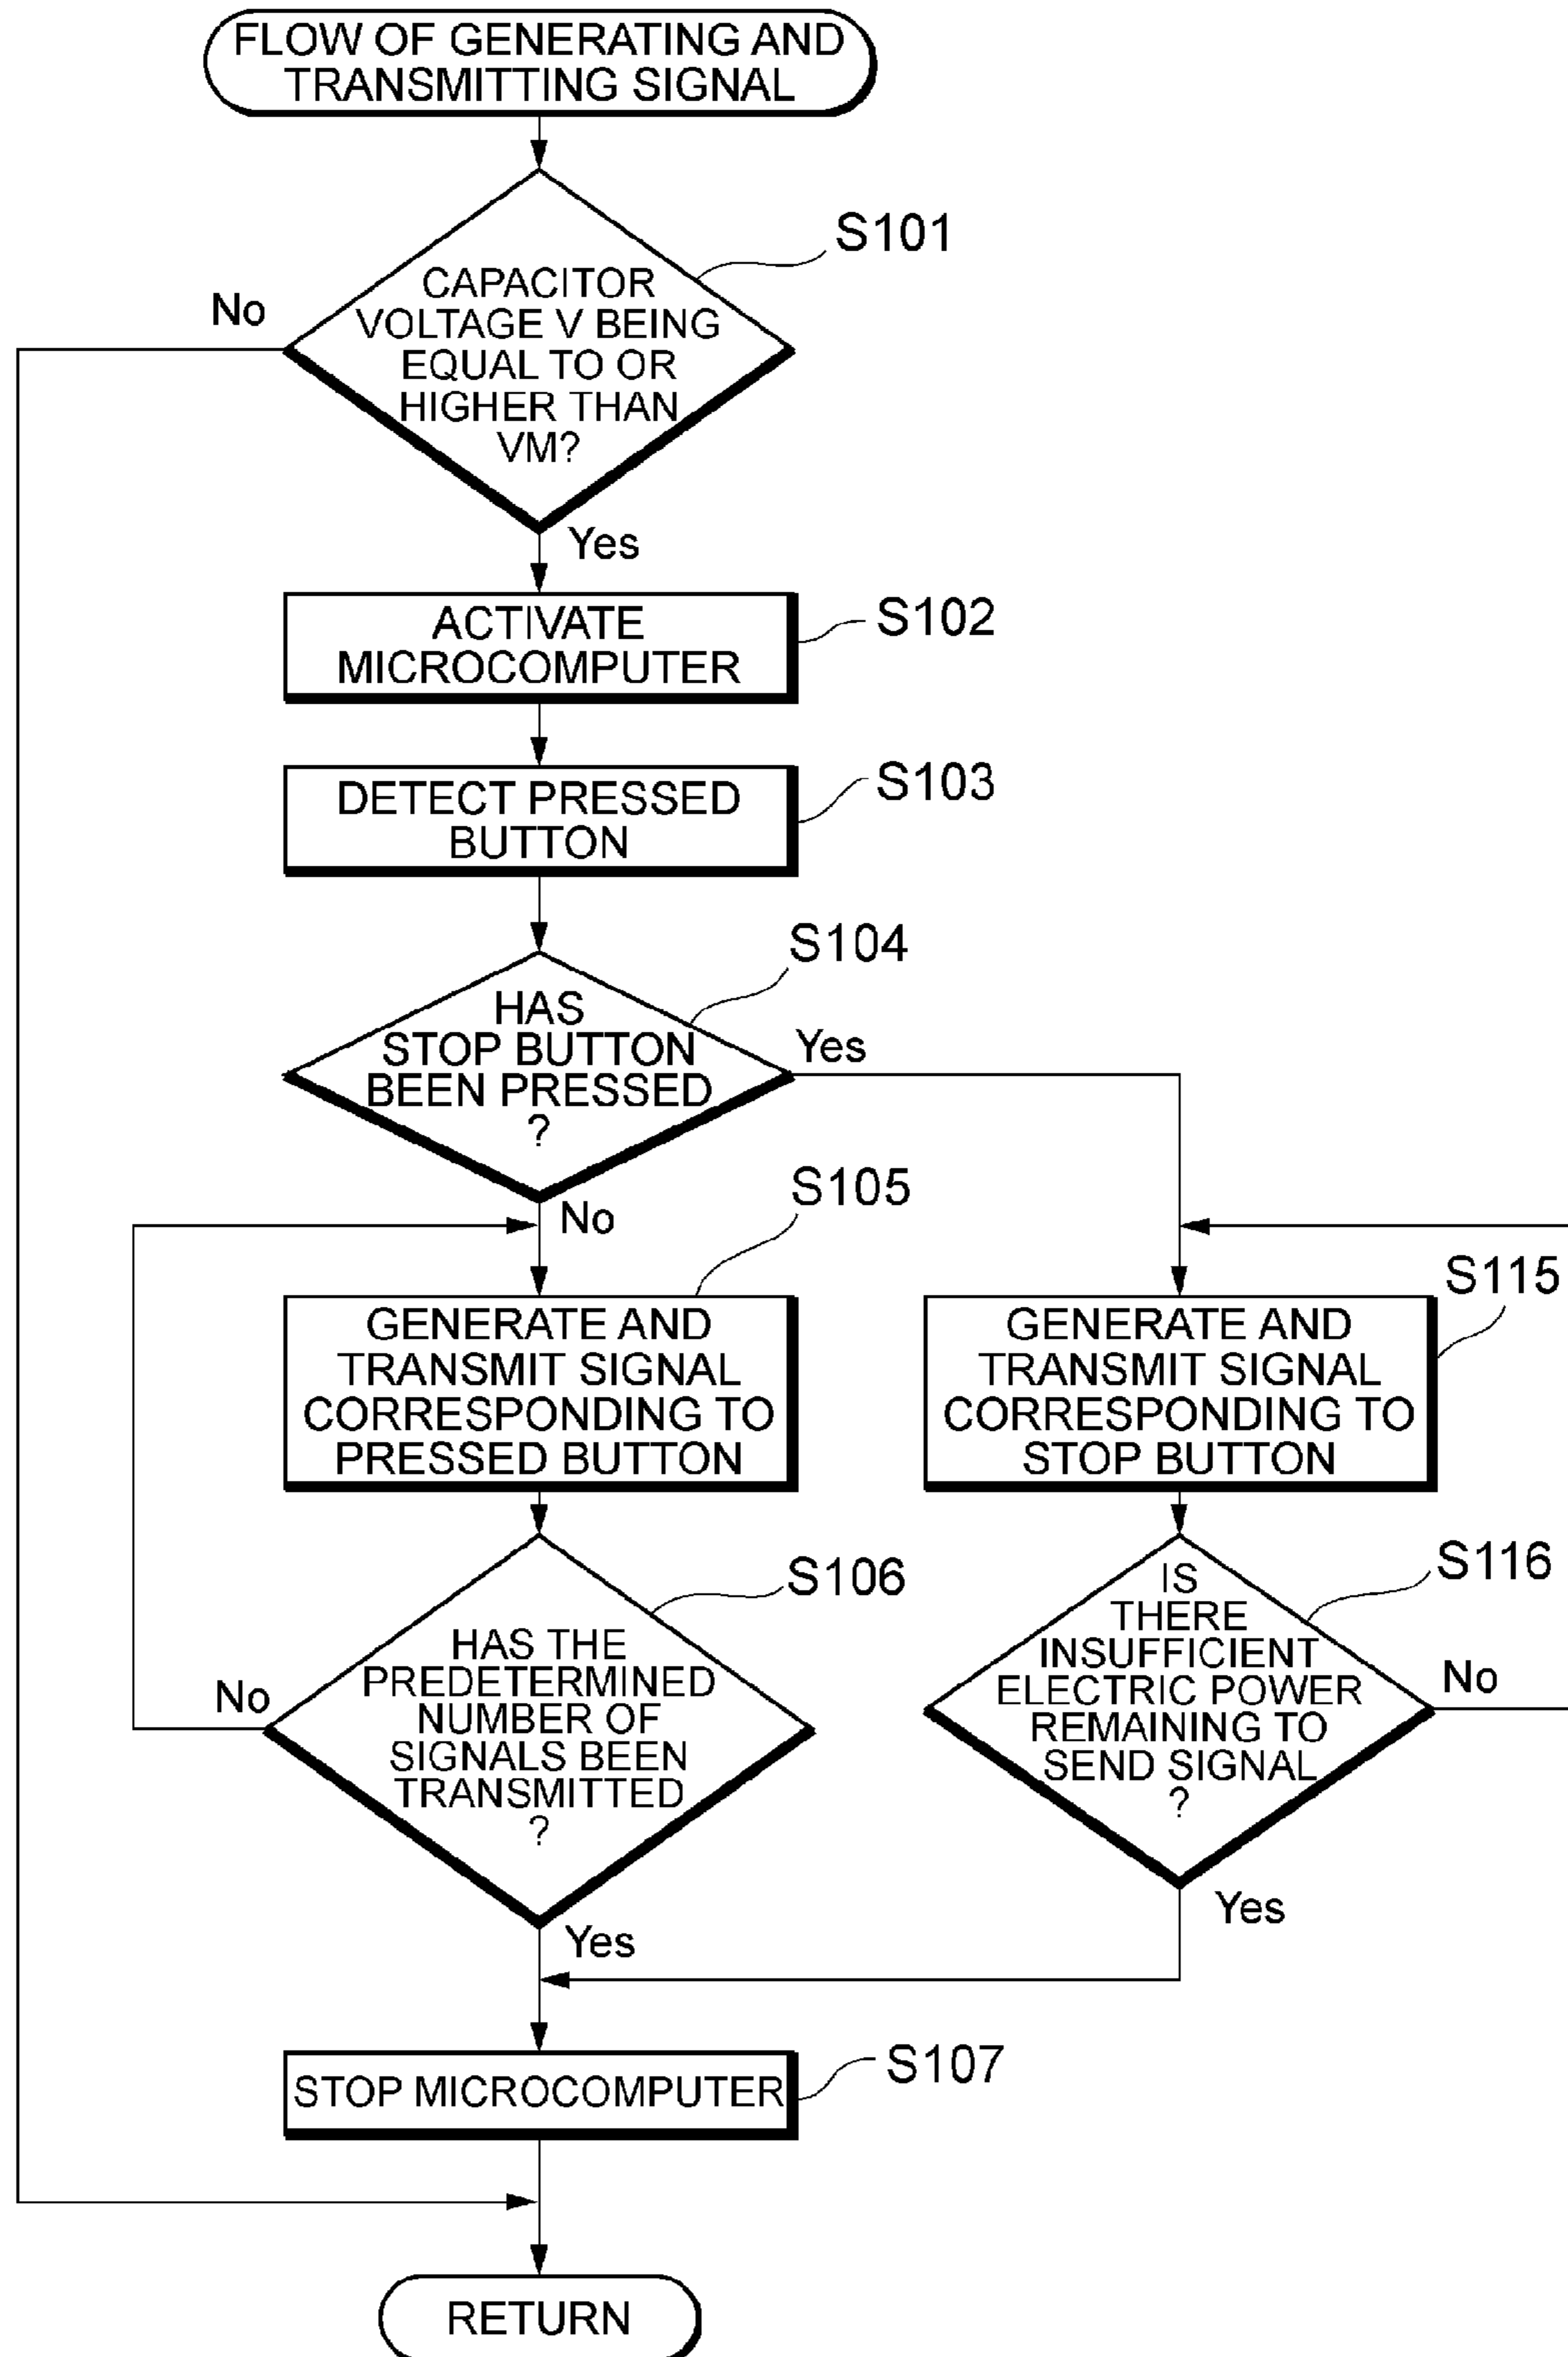 FLOW OF GENERATING AND
TRANSMITTING SIGNAL
S101
CAPACITOR
VOLTAGE V BEING
EQUAL TO OR
HIGHER THAN
VM?
No
Yes
ACTIVATE
MICROCOMPUTER
S102
DETECT PRESSED
BUTTON
S103
S104
HAS
STOP BUTTON
BEEN PRESSED
?
Yes
No
S105
GENERATE AND
TRANSMIT SIGNAL
CORRESPONDING TO
PRESSED BUTTON
S115
GENERATE AND
TRANSMIT SIGNAL
CORRESPONDING TO
STOP BUTTON
S106
HAS THE
PREDETERMINED
NUMBER OF
SIGNALS BEEN
TRANSMITTED
?
No
Yes
S116
IS
THERE
INSUFFICIENT
ELECTRIC POWER
REMAINING TO
SEND SIGNAL
?
No
Yes
STOP MICROCOMPUTER
S107
RETURN